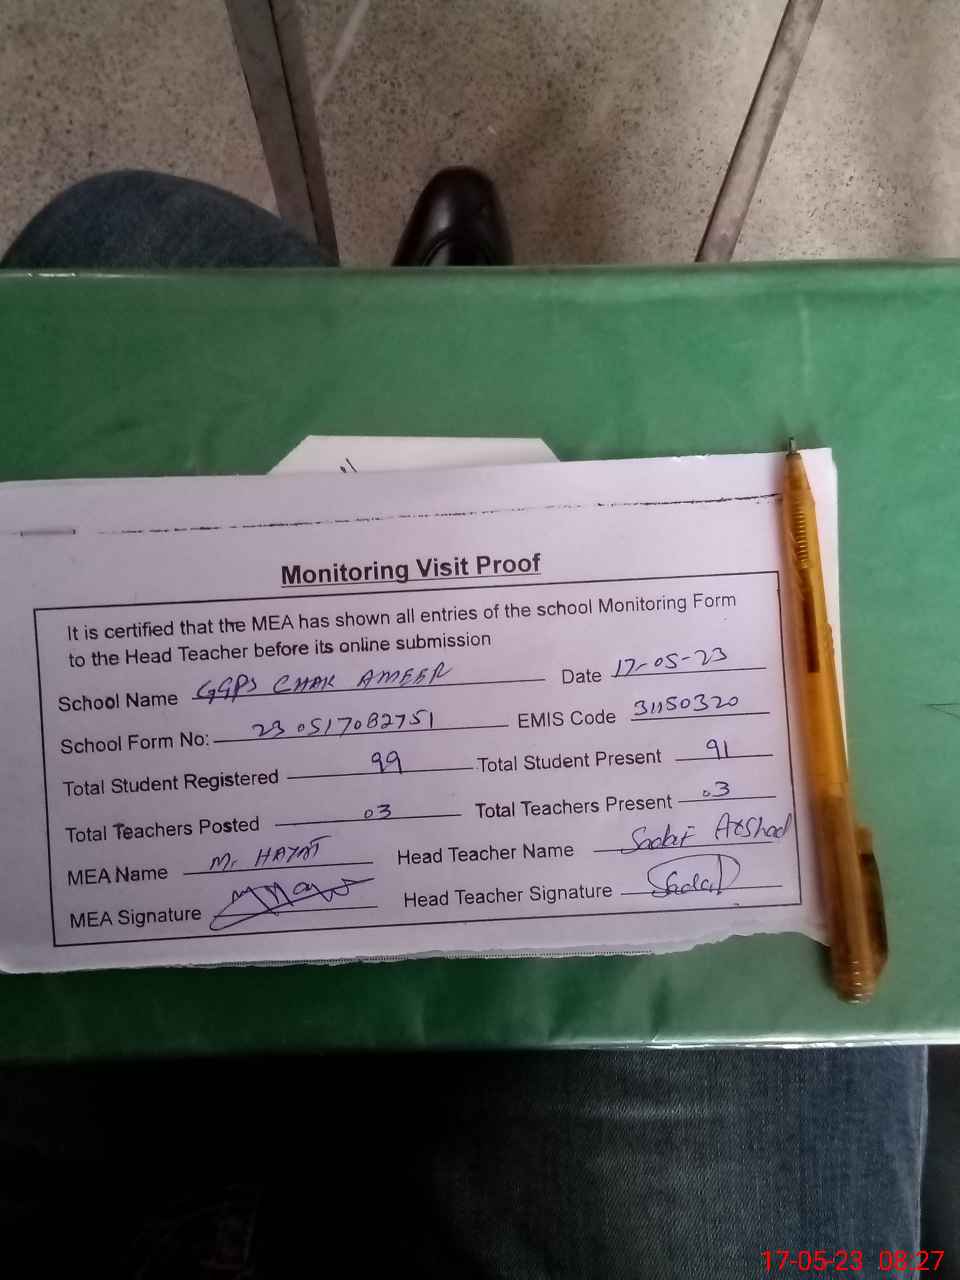 Monitoring Visit Proof
It is certified that the MEA has shown all entries of the school Monitoring Form
to the Head Teacher before its online submission
School Name GGPS CHAK AMEER Date 17-05-23
School Form No: 23051708 2751 EMIS Code 31150320
Total Student Registered 99 Total Student Present 91
Total Teachers Posted 03 Total Teachers Present 03
MEA Name M. HAYAT Head Teacher Name Sadaf Arshad
MEA Signature Head Teacher Signature Sadaf
17-05-23 08:27